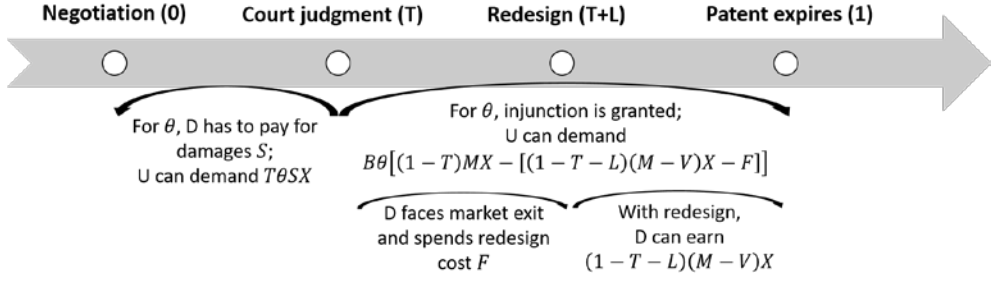 Negotiation (0) Court judgment (T) Redesign (T+L) Patent expires (1)
For θ, D has to pay for
damages S;
U can demand TθSX
For θ, injunction is granted;
U can demand
Bθ[(1 − T)MX − [(1 − T − L)(M − V)X − F]]
D faces market exit
and spends redesign
cost F
With redesign,
D can earn
(1 − T − L)(M − V)X